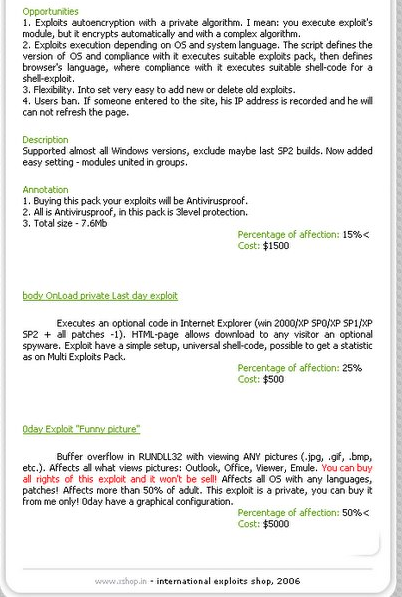 Opportunities
1. Exploits autoencryption with a private algorithm. I mean: you execute exploit's
module, but it encrypts automatically and with a complex algorithm.
2. Exploits execution depending on OS and system language. The script defines the
version of OS and compliance with it executes suitable exploits pack, then defines
browser's language, where compliance with it executes suitable shell-code for a
shell-exploit.
3. Flexibility. Into set very easy to add new or delete old exploits.
4. Users ban. If someone entered to the site, his IP address is recorded and he will
can not refresh the page.
Description
Supported almost all Windows versions, exclude maybe last SP2 builds. Now added
easy setting - modules united in groups.
Annotation
1. Buying this pack your exploits will be Antivirusproof.
2. All is Antivirusproof, in this pack is 3level protection.
3. Total size - 7.6Mb
Percentage of affection: 15%<
Cost: $1500
body OnLoad private Last day exploit
Executes an optional code in Internet Explorer (win 2000/XP SP0/XP SP1/XP
SP2 + all patches -1). HTML-page allows download to any visitor an optional
spyware. Exploit have a simple setup, universal shell-code, possible to get a statistic
as on Multi Exploits Pack.
Percentage of affection: 25%
Cost: $500
0day Exploit "Funny picture"
Buffer overflow in RUNDLL32 with viewing ANY pictures (.jpg, .gif, .bmp,
etc.). Affects all what views pictures: Outlook, Office, Viewer, Emule. You can buy
all rights of this exploit and it won't be sell! Affects all OS with any languages,
patches! Affects more than 50% of adult. This exploit is a private, you can buy it
from me only! 0day have a graphical configuration.
Percentage of affection: 50%<
Cost: $5000
www.xshop.in • international exploits shop, 2006